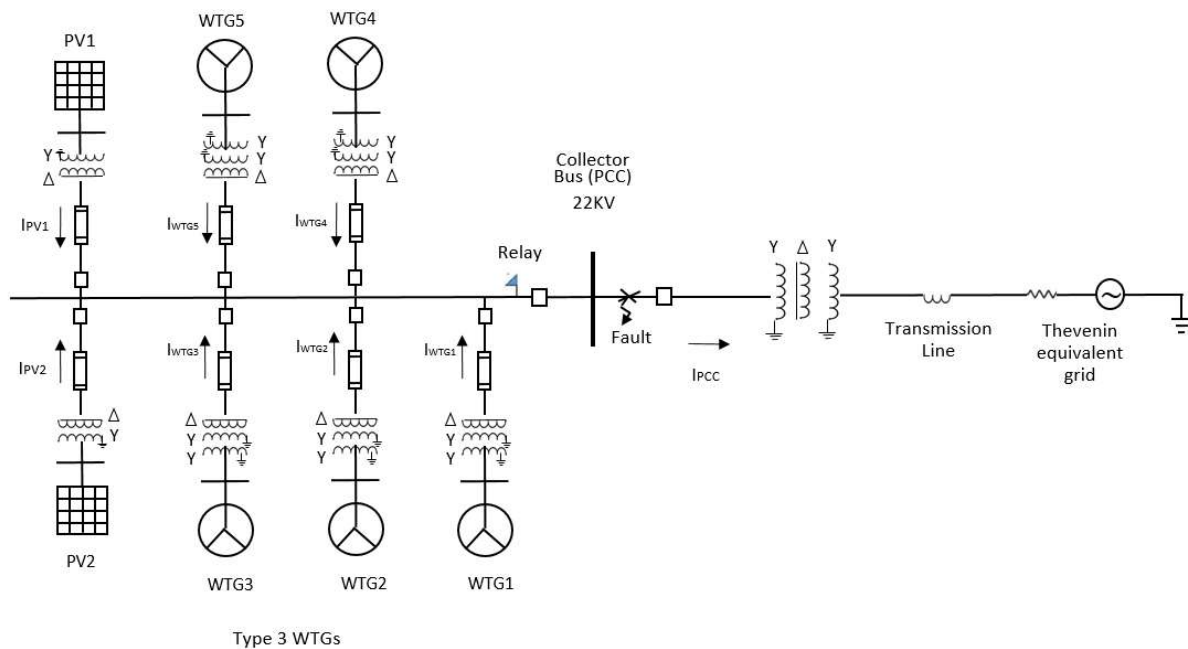 WTG5
WTG4
PV1
Y
Δ
Y
Y
Δ
Y
Y
Δ
Collector
Bus (PCC)
22KV
IPV1
IWTG5
IWTG4
Relay
Y Δ Y
Fault
IPCC
Transmission
Line
Thevenin
equivalent
grid
IPV2
IWTG3
IWTG2
IWTG1
Δ
Y
Δ
Y
Y
Δ
Y
Y
Δ
Y
Y
PV2
WTG3
WTG2
WTG1
Type 3 WTGs